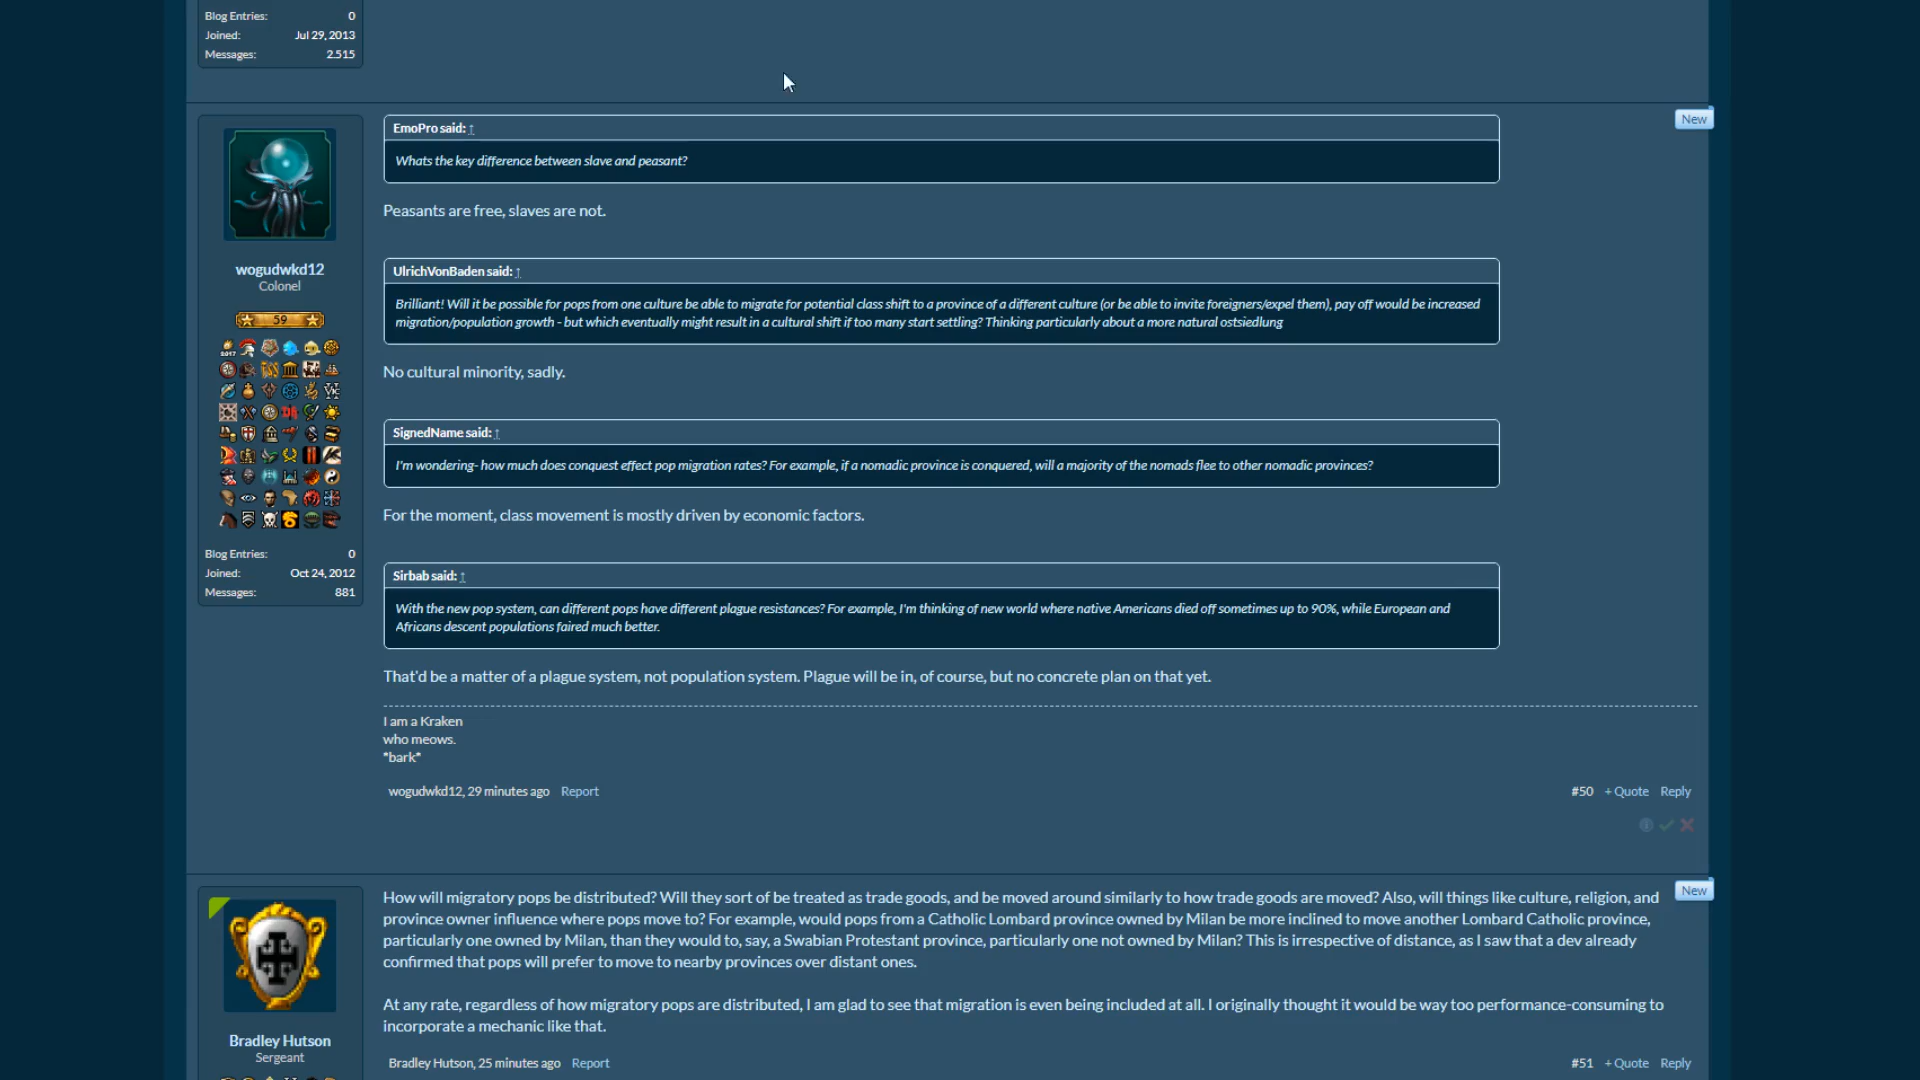 Blog Entries: 0
Joined: Jul 29, 2013
Messages: 2.515
New
EmoPro said: ↑
Whats the key difference between slave and peasant?
Peasants are free, slaves are not.
UlrichVonBaden said: ↑
Brilliant! Will it be possible for pops from one culture be able to migrate for potential class shift to a province of a different culture (or be able to invite foreigners/expel them), pay off would be increased
migration/population growth - but which eventually might result in a cultural shift if too many start settling? Thinking particularly about a more natural ostsiedlung
No cultural minority, sadly.
SignedName said: ↑
I'm wondering- how much does conquest effect pop migration rates? For example, if a nomadic province is conquered, will a majority of the nomads flee to other nomadic provinces?
For the moment, class movement is mostly driven by economic factors.
Sirbab said: ↑
With the new pop system, can different pops have different plague resistances? For example, I'm thinking of new world where native Americans died off sometimes up to 90%, while European and
Africans descent populations faired much better.
That'd be a matter of a plague system, not population system. Plague will be in, of course, but no concrete plan on that yet.
I am a Kraken
who meows.
*bark*
wogudwkd12, 29 minutes ago Report
#50 + Quote Reply
wogudwkd12
Colonel
59
2017
Blog Entries: 0
Joined: Oct 24, 2012
Messages: 881
New
How will migratory pops be distributed? Will they sort of be treated as trade goods, and be moved around similarly to how trade goods are moved? Also, will things like culture, religion, and
province owner influence where pops move to? For example, would pops from a Catholic Lombard province owned by Milan be more inclined to move another Lombard Catholic province,
particularly one owned by Milan, than they would to, say, a Swabian Protestant province, particularly one not owned by Milan? This is irrespective of distance, as I saw that a dev already
confirmed that pops will prefer to move to nearby provinces over distant ones.
At any rate, regardless of how migratory pops are distributed, I am glad to see that migration is even being included at all. I originally thought it would be way too performance-consuming to
incorporate a mechanic like that.
Bradley Hutson, 25 minutes ago Report
#51 + Quote Reply
Bradley Hutson
Sergeant